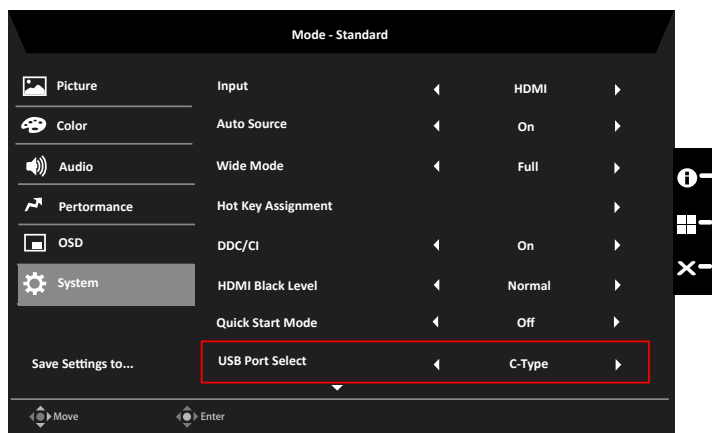 Mode - Standard
Picture
Input HDMI
Color
Auto Source On
Audio
Wide Mode Full
Pertormance
Hot Key Assignment
OSD
DDC/CI On
System
HDMI Black Level Normal
Quick Start Mode Off
Save Settings to...
USB Port Select C-Type
Move Enter